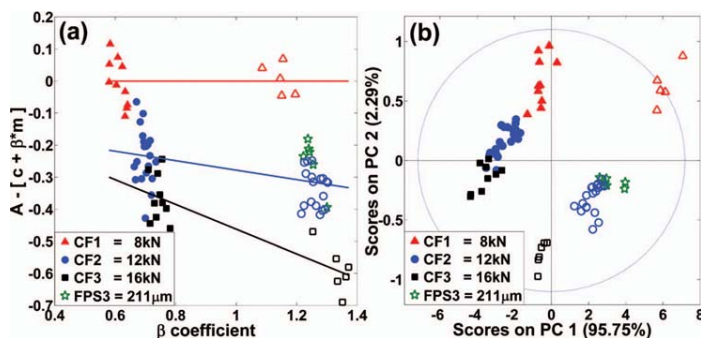 (a)
A - [ c + β*m ]
0.2
0.1
0
-0.1
-0.2
-0.3
-0.4
-0.5
-0.6
-0.7
CF1 = 8kN
CF2 = 12kN
CF3 = 16kN
FPS3 = 211μm
0.4 0.6 0.8 1.0 1.2 1.4
β coefficient
(b)
Scores on PC 2 (2.29%)
1
0.5
0
-0.5
-1
CF1 = 8kN
CF2 = 12kN
CF3 = 16kN
FPS3 = 211μm
-6 -4 -2 0 2 4 6 8
Scores on PC 1 (95.75%)